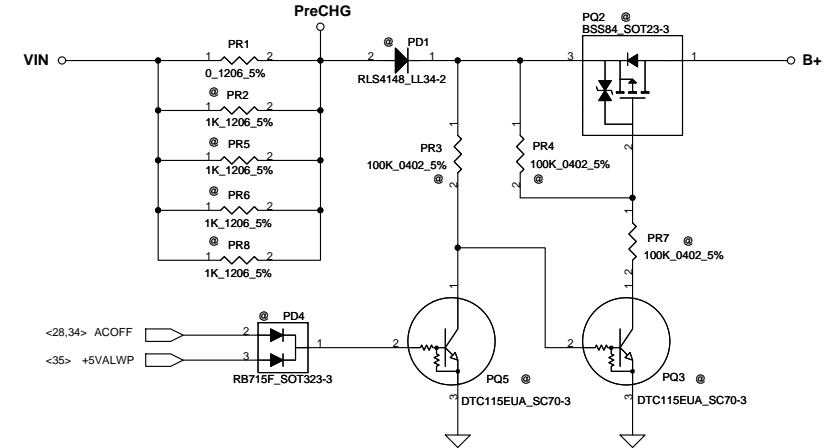 PreCHG
VIN
1 PR1 2
0_1206_5%
@ PR2
1 2
1K_1206_5%
@ PR5
1 2
1K_1206_5%
@ PR6
1 2
1K_1206_5%
@ PR8
1 2
1K_1206_5%
@ PD1
2 1
RLS4148_LL34-2
PQ2 @
BSS84_SOT23-3
3 1
2
B+
1
PR3
100K_0402_5%
@
2
1
PR4
100K_0402_5%
@
2
1
PR7 @
100K_0402_5%
2
<28,34> ACOFF
<35> +5VALWP
@ PD4
2
3
1
RB715F_SOT323-3
1
2
3
PQ5 @
DTC115EUA_SC70-3
1
2
3
PQ3 @
DTC115EUA_SC70-3